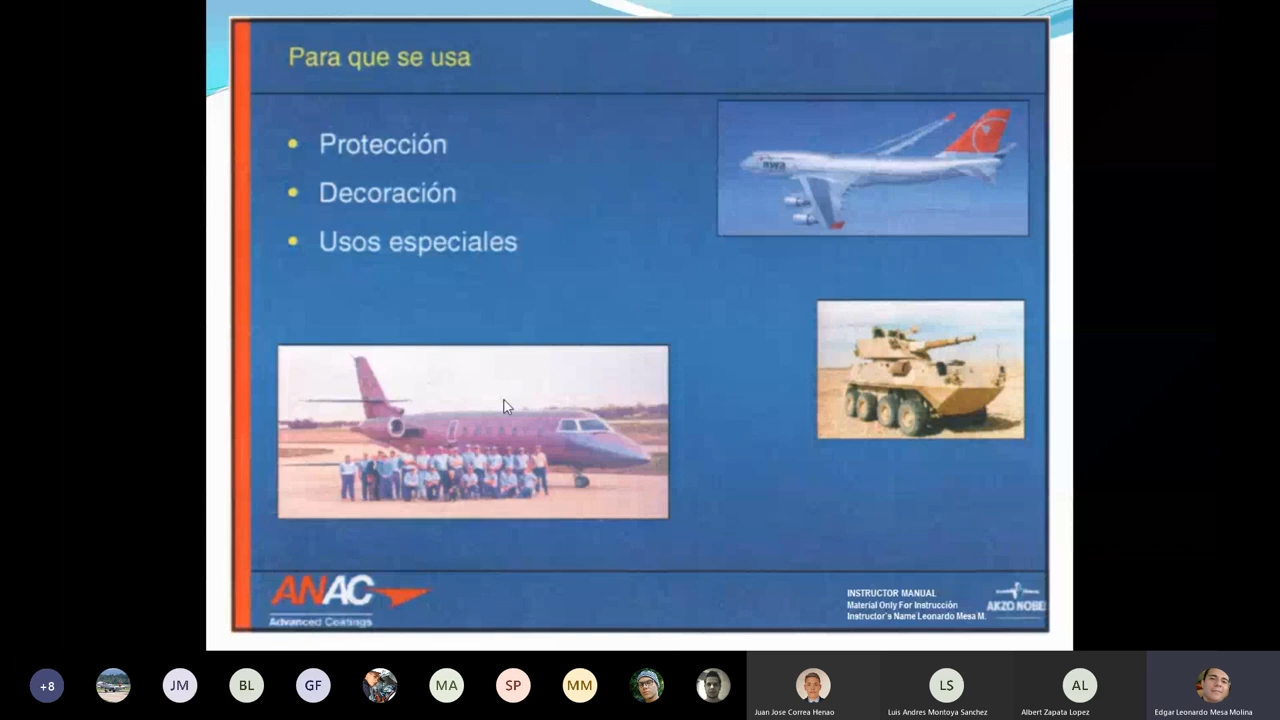 Para que se usa
• Protección
• Decoración
• Usos especiales
nwa
ANAC
Advanced Coatings
INSTRUCTOR MANUAL
Material Only For Instrucción
Instructor's Name Leonardo Mesa M.
AKZO NOBE
+8
JM
BL
GF
MA
SP
MM
LS
AL
Juan Jose Correa Henao
Luis Andres Montoya Sanchez
Albert Zapata Lopez
Edgar Leonardo Mesa Molina